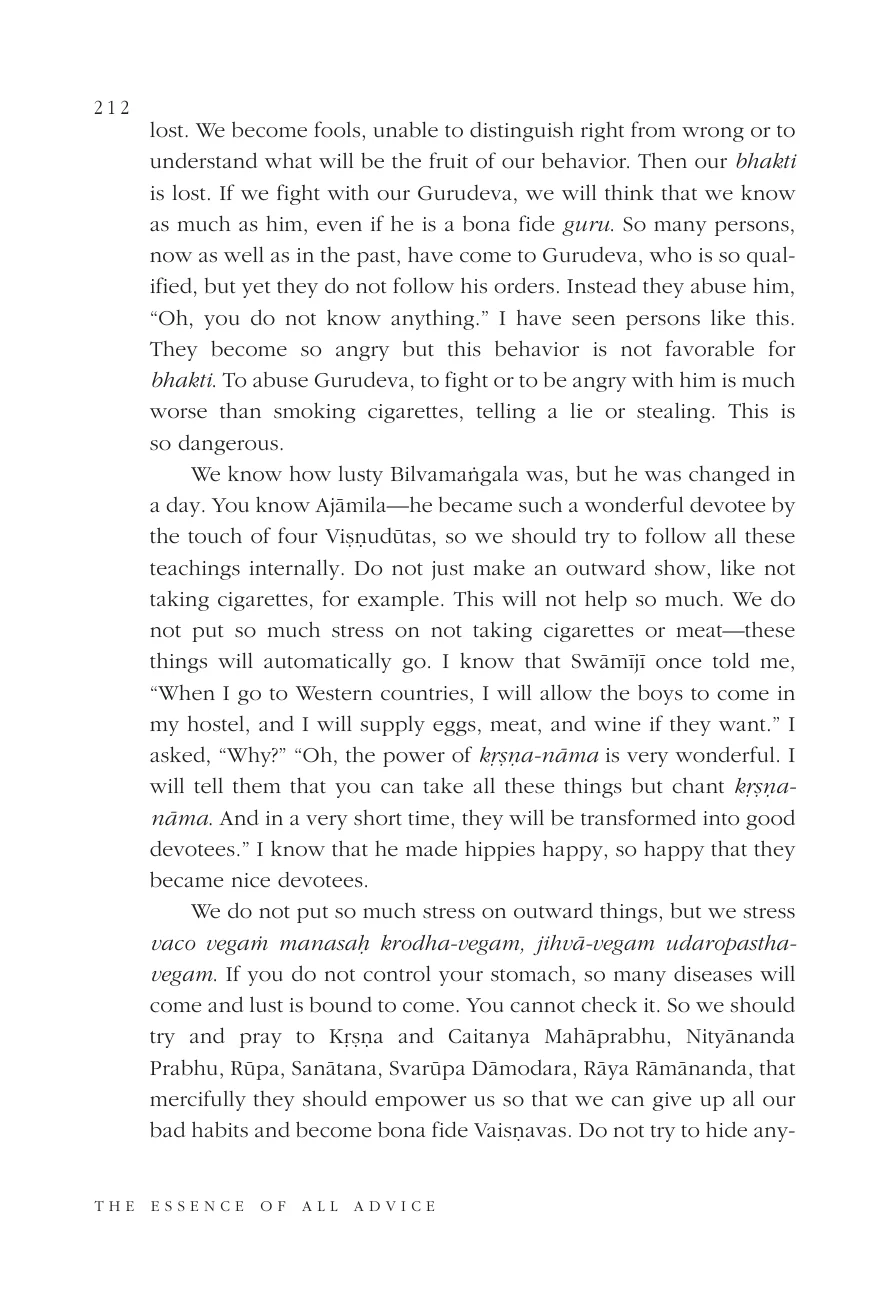 212
lost. We become fools, unable to distinguish right from wrong or to
understand what will be the fruit of our behavior. Then our bhakti
is lost. If we fight with our Gurudeva, we will think that we know
as much as him, even if he is a bona fide guru. So many persons,
now as well as in the past, have come to Gurudeva, who is so qual-
ified, but yet they do not follow his orders. Instead they abuse him,
“Oh, you do not know anything.” I have seen persons like this.
They become so angry but this behavior is not favorable for
bhakti. To abuse Gurudeva, to fight or to be angry with him is much
worse than smoking cigarettes, telling a lie or stealing. This is
so dangerous.
We know how lusty Bilvamaṅgala was, but he was changed in
a day. You know Ajāmila—he became such a wonderful devotee by
the touch of four Viṣṇudūtas, so we should try to follow all these
teachings internally. Do not just make an outward show, like not
taking cigarettes, for example. This will not help so much. We do
not put so much stress on not taking cigarettes or meat—these
things will automatically go. I know that Swāmījī once told me,
“When I go to Western countries, I will allow the boys to come in
my hostel, and I will supply eggs, meat, and wine if they want.” I
asked, “Why?” “Oh, the power of kṛṣṇa-nāma is very wonderful. I
will tell them that you can take all these things but chant kṛṣṇa-
nāma. And in a very short time, they will be transformed into good
devotees.” I know that he made hippies happy, so happy that they
became nice devotees.
We do not put so much stress on outward things, but we stress
vaco vegaṁ manasaḥ krodha-vegam, jihvā-vegam udaropastha-
vegam. If you do not control your stomach, so many diseases will
come and lust is bound to come. You cannot check it. So we should
try and pray to Kṛṣṇa and Caitanya Mahāprabhu, Nityānanda
Prabhu, Rūpa, Sanātana, Svarūpa Dāmodara, Rāya Rāmānanda, that
mercifully they should empower us so that we can give up all our
bad habits and become bona fide Vaisṇavas. Do not try to hide any-
THE ESSENCE OF ALL ADVICE